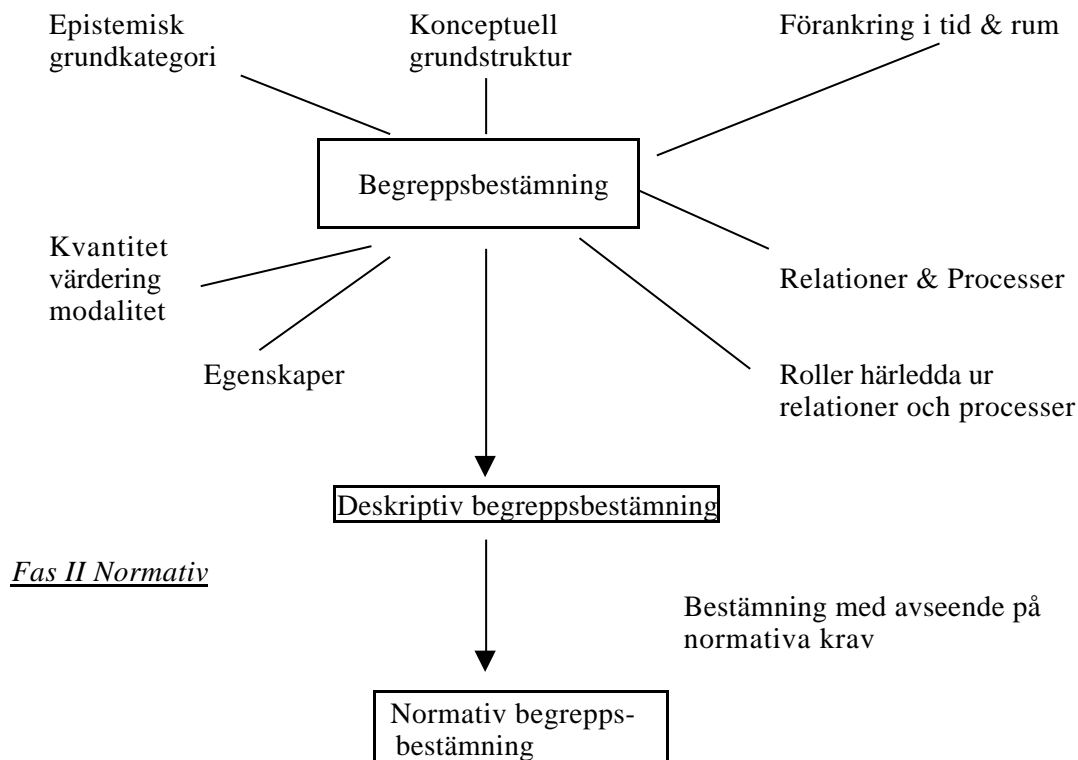 Epistemisk
grundkategori
Konceptuell
grundstruktur
Förankring i tid & rum
Begreppsbestämning
Kvantitet
värdering
modalitet
Relationer & Processer
Egenskaper
Roller härledda ur
relationer och processer
Deskriptiv begreppsbestämning
Fas II Normativ
Bestämning med avseende på
normativa krav
Normativ begrepps-
bestämning